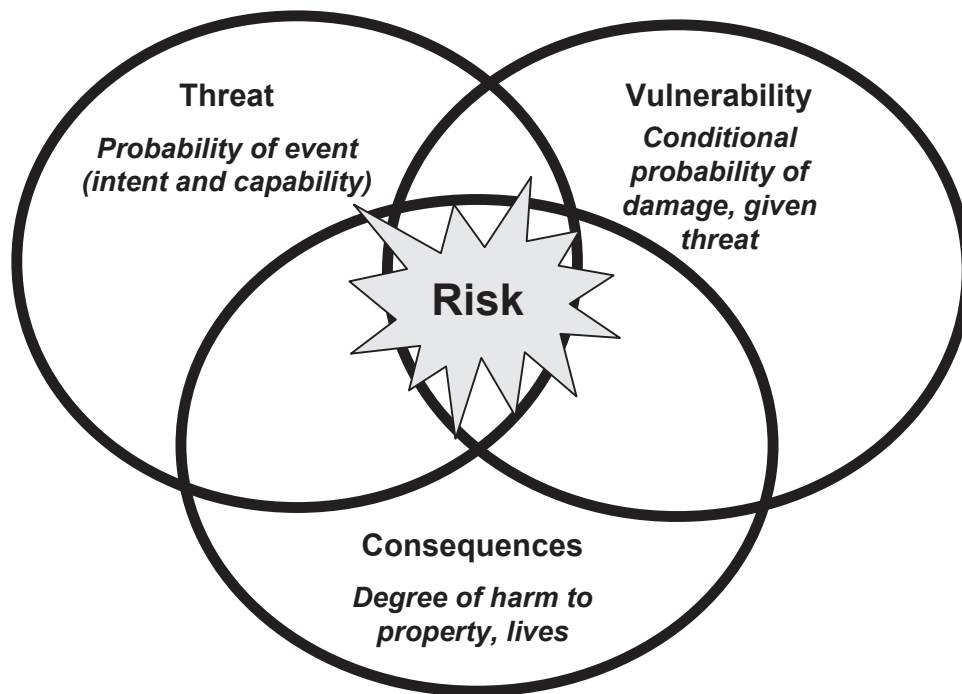 Threat
Probability of event
(intent and capability)
Vulnerability
Conditional
probability of
damage, given
threat
Risk
Consequences
Degree of harm to
property, lives